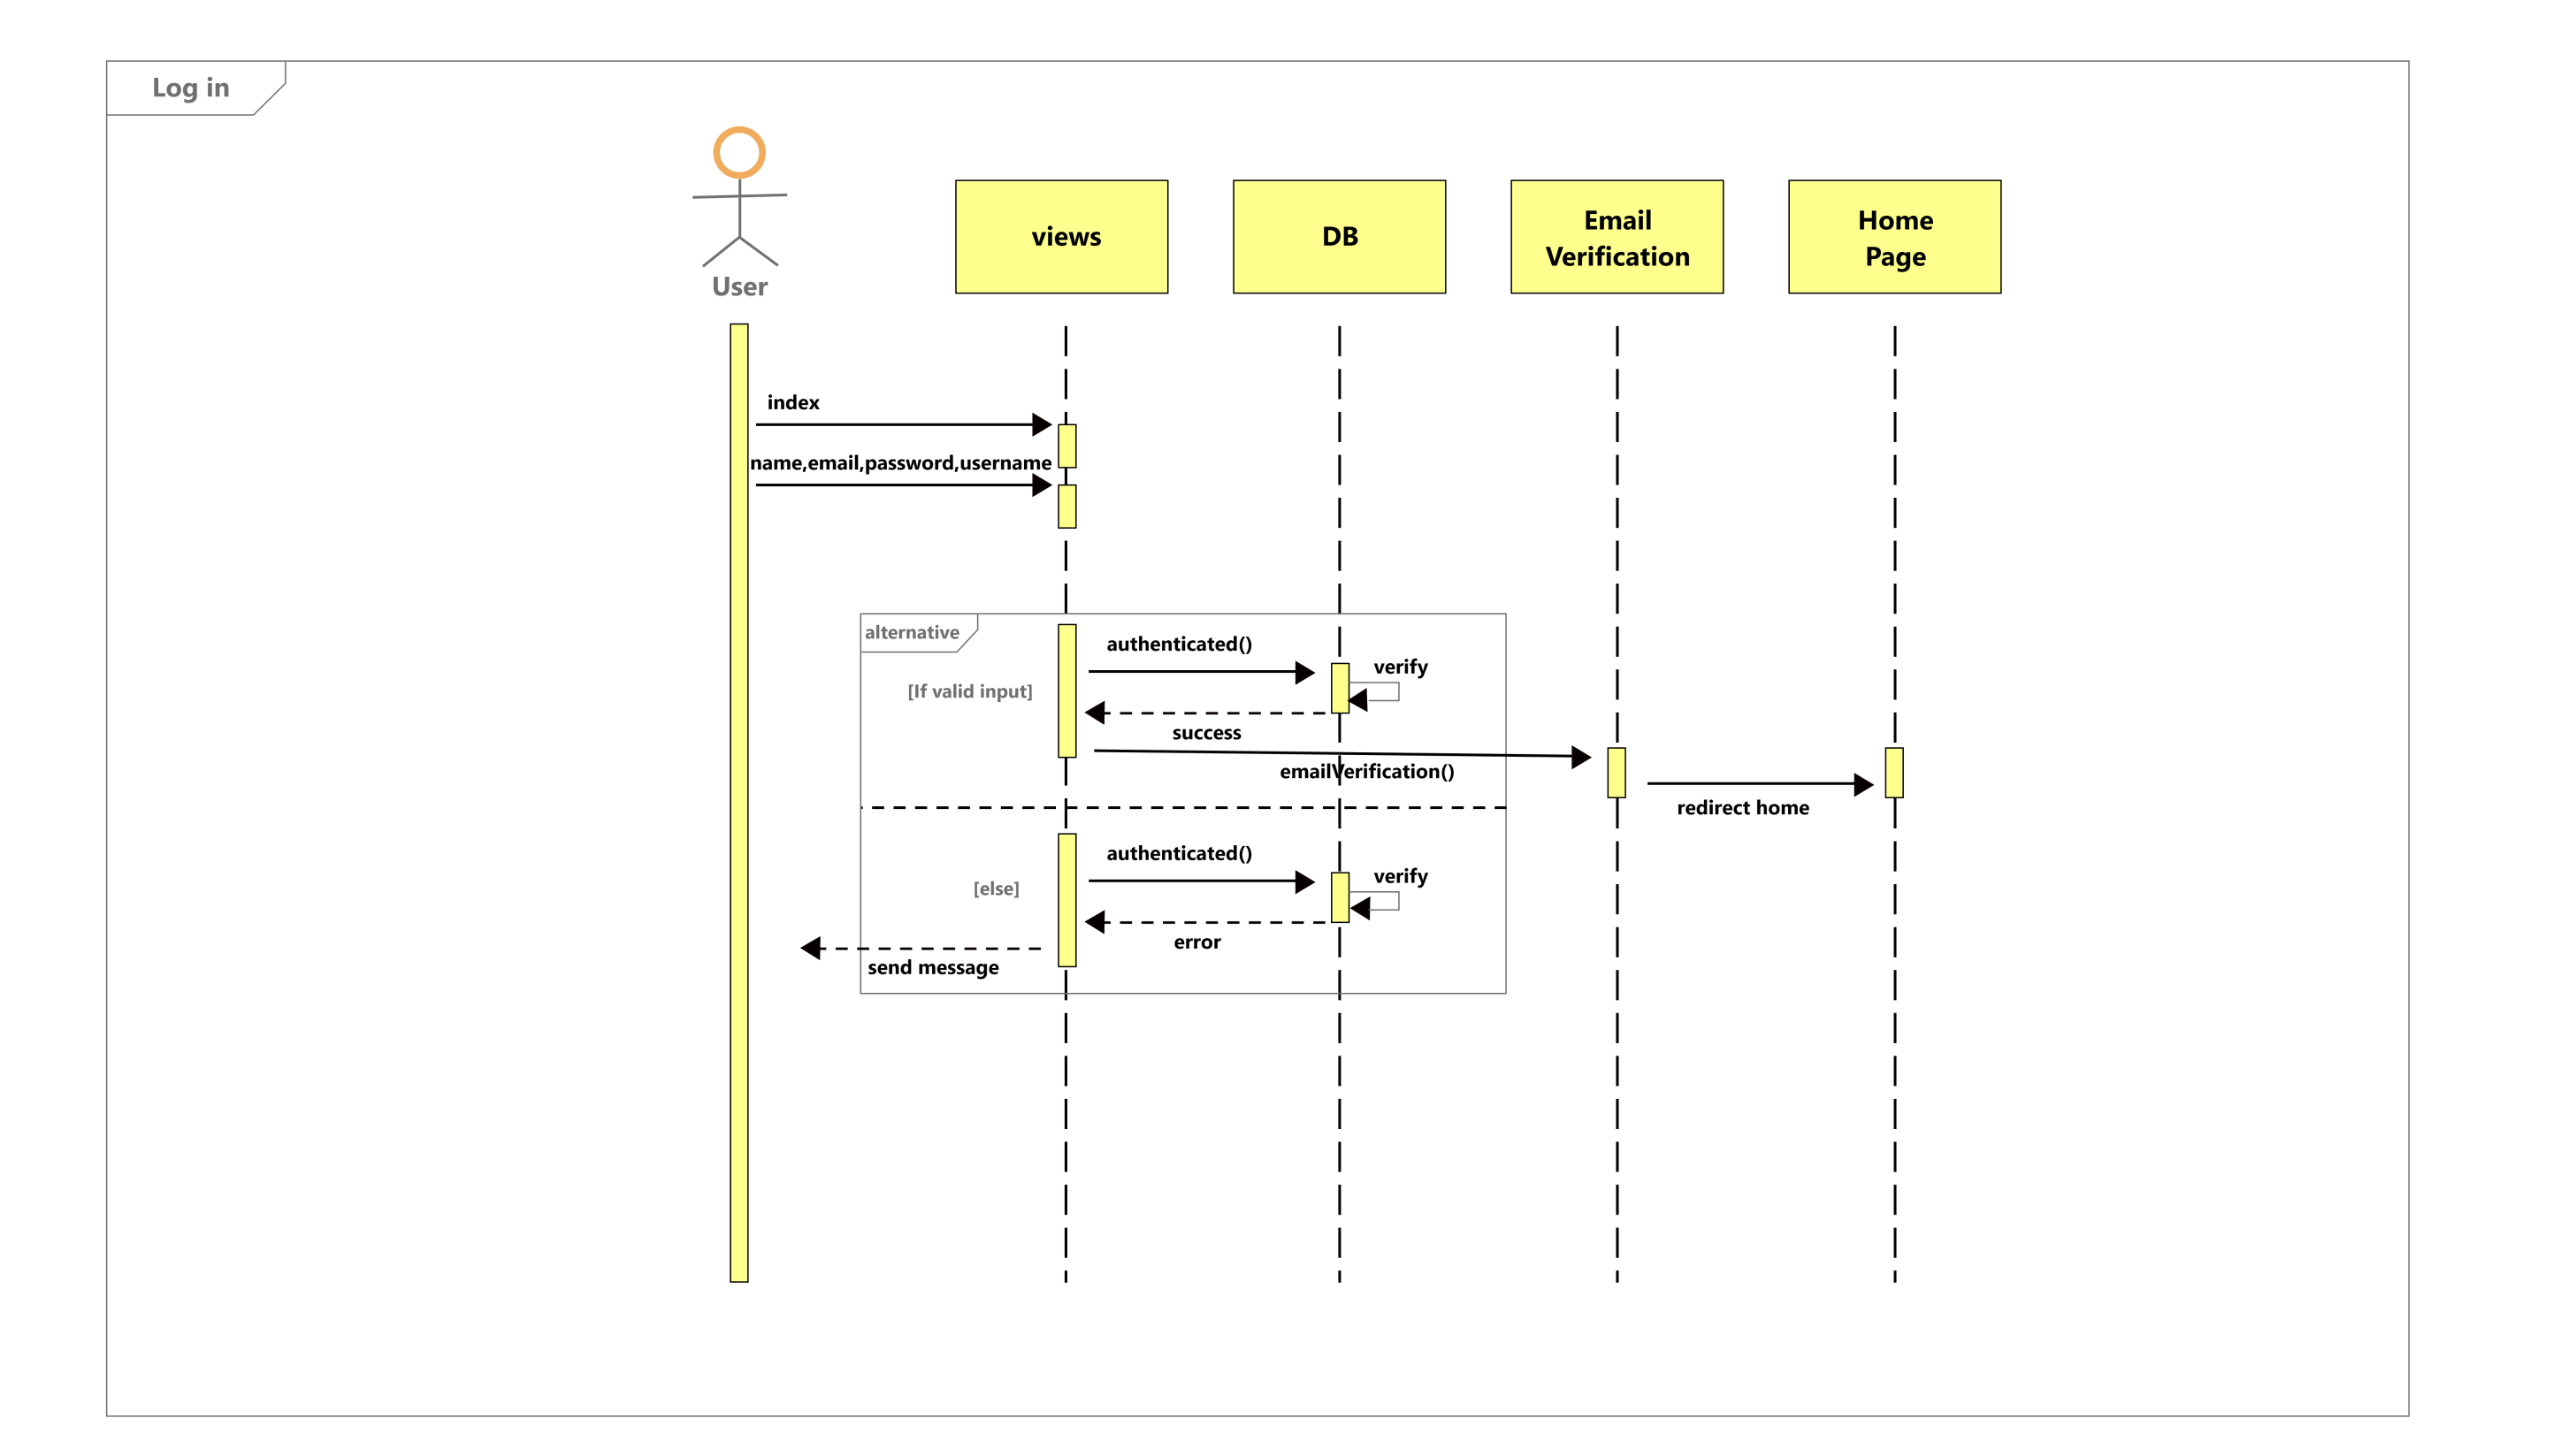 Log in
User
views
DB
Email
Verification
Home
Page
index
name,email,password,username
alternative
authenticated()
verify
[If valid input]
success
emailVerification()
redirect home
authenticated()
verify
[else]
error
send message